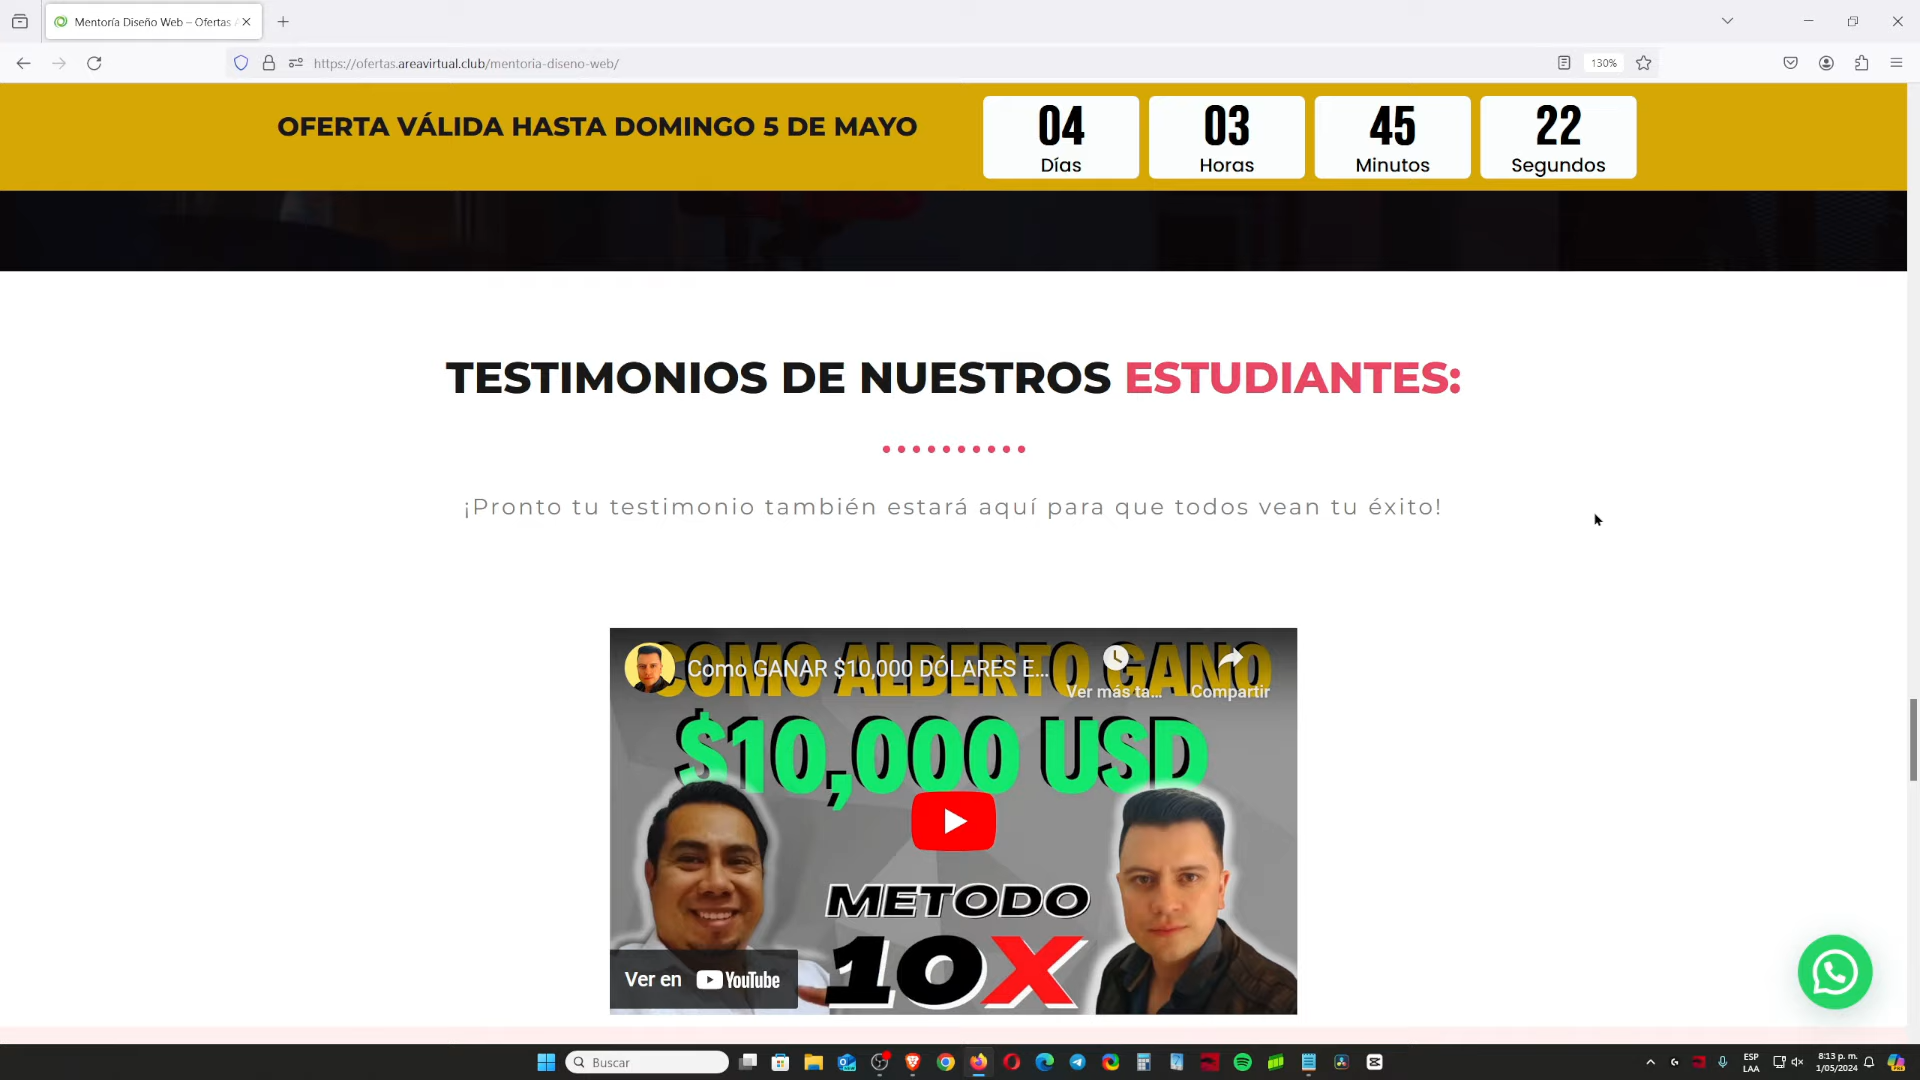 Mentoría Diseño Web – Ofertas
https://ofertas.areavirtual.club/mentoria-diseno-web/
130%
OFERTA VÁLIDA HASTA DOMINGO 5 DE MAYO
04 03 45 22
Días Horas Minutos Segundos
TESTIMONIOS DE NUESTROS ESTUDIANTES:
¡Pronto tu testimonio también estará aquí para que todos vean tu éxito!
COMO ALBERTO GANO
Como GANAR $10,000 DÓLARES E...
Ver más ta... Compartir
$10,000 USD
METODO
10X
Ver en YouTube
Buscar
ESP
LAA
8:13 p. m.
1/05/2024